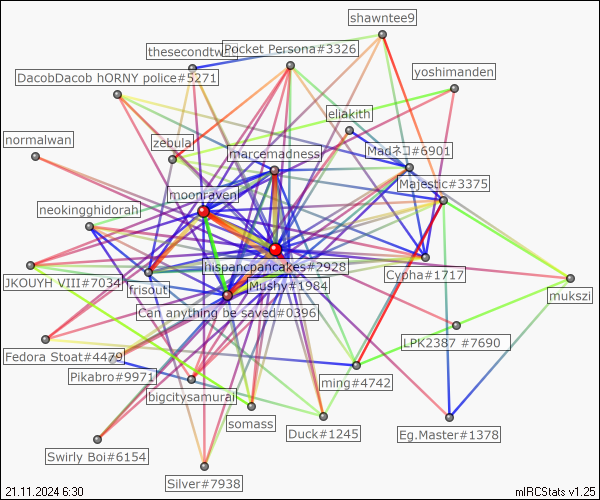 shawntee9
thesecondtwin
Pocket Persona#3326
DacobDacob hORNY police#5271
yoshimanden
eliakith
normalwan
zebulai
marcemadness
Madネコ#6901
moonraven
Majestic#3375
neokingghidorah
hispancpancakes#2928
JKOUYH VIII#7034
frisout
Mushy#1984
Cypha#1717
mukszi
Can anything be saved#0396
Fedora Stoat#4479
LPK2387 #7690
Pikabro#9971
ming#4742
bigcitysamurai
somass
Duck#1245
Eg.Master#1378
Swirly Boi#6154
Silver#7938
21.11.2024 6:30
mIRCStats v1.25